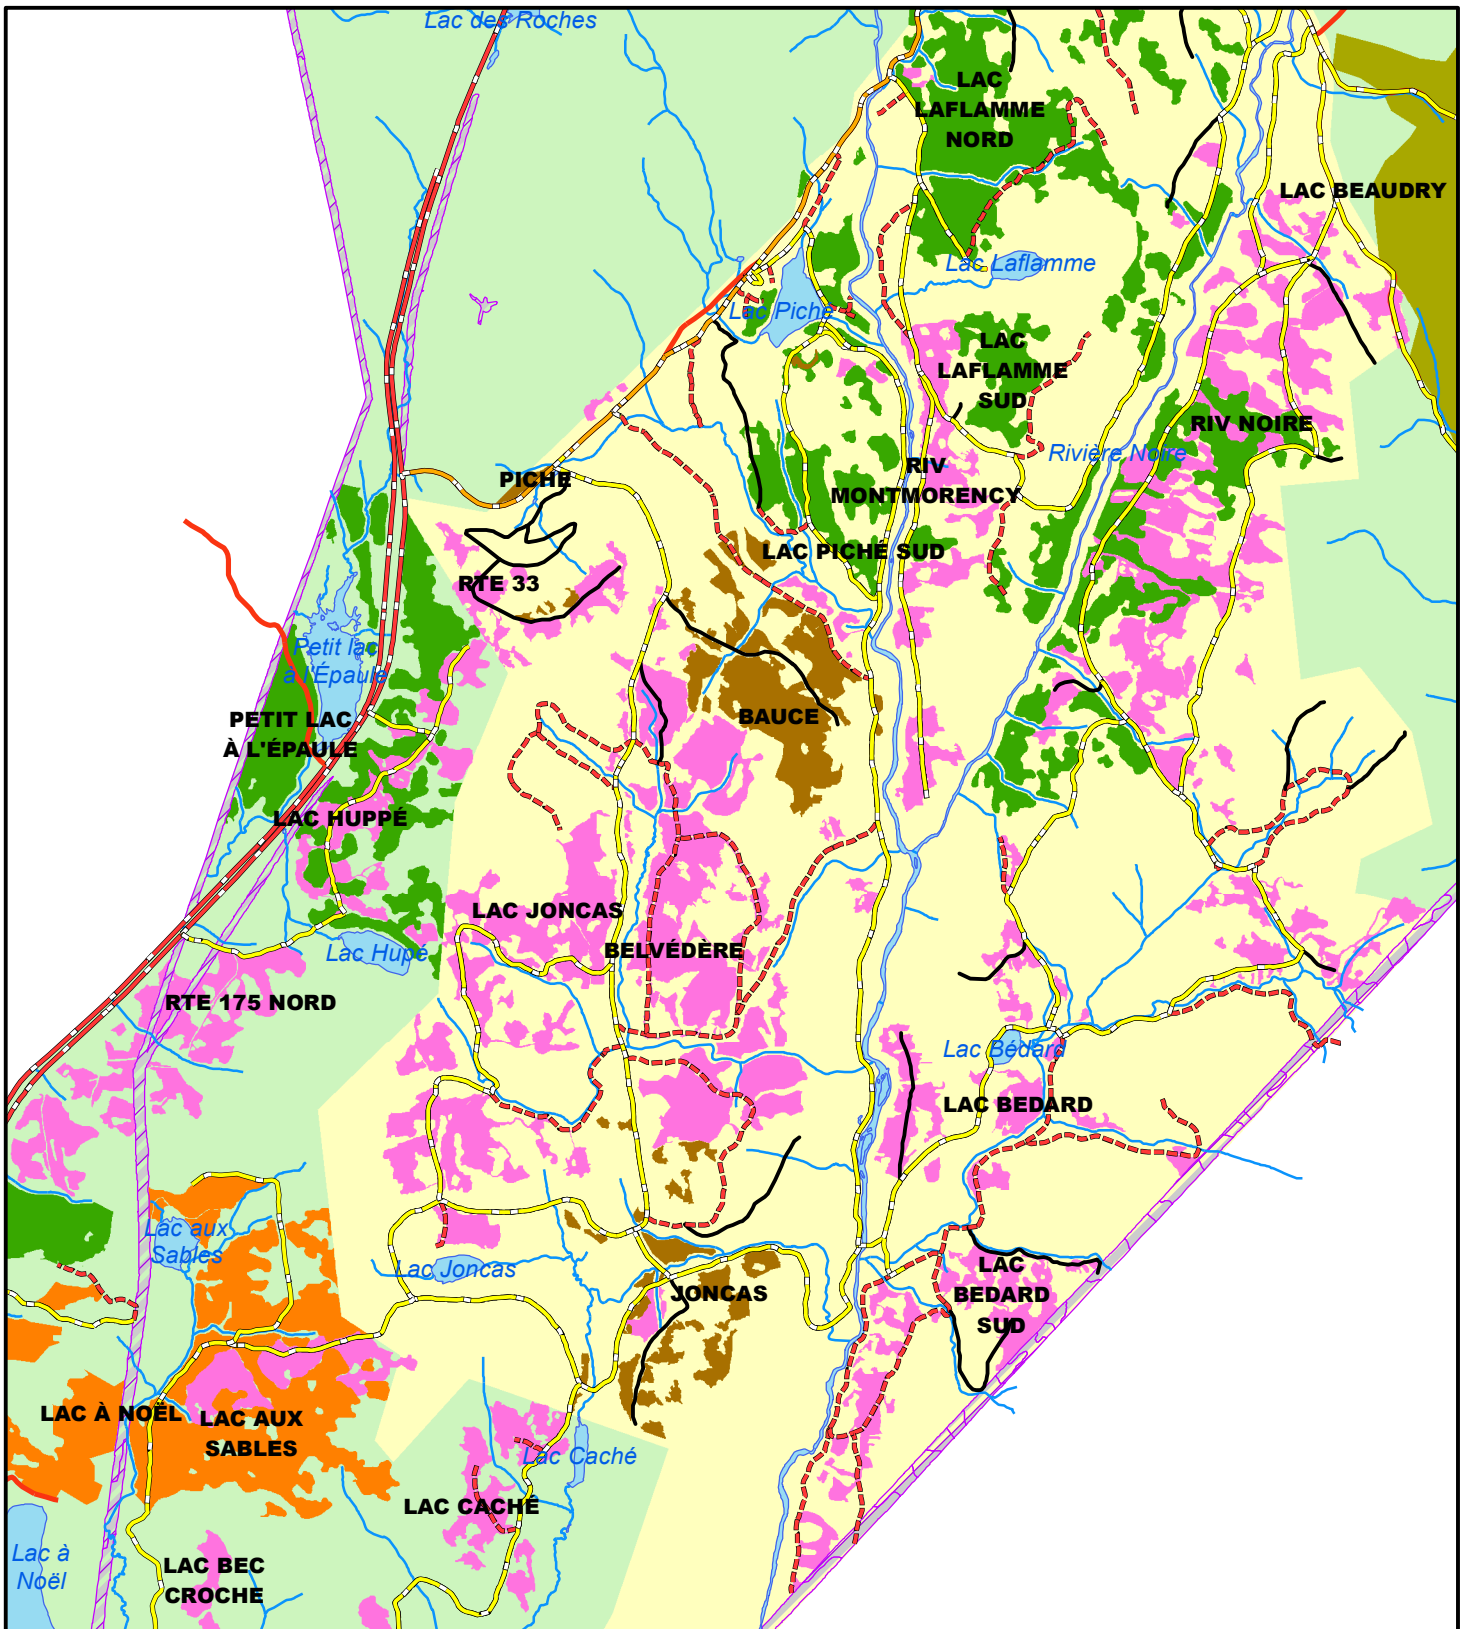 Lac des Roches
LAC
LAFLAMME
NORD
LAC BEAUDRY
Lac Laflamme
Lac Piché
LAC
LAFLAMME
SUD
RIV NOIRE
Rivière Noire
PICHE
RIV
MONTMORENCY
LAC PICHÉ SUD
RTE 33
Petit lac
à l'Épaule
PETIT LAC
À L'ÉPAULE
BAUCE
LAC HUPPÉ
LAC JONCAS
Lac Hupé
BELVÉDÈRE
RTE 175 NORD
Lac Bédard
LAC BEDARD
Lac aux
Sables
Lac Joncas
LAC
BEDARD
SUD
JONCAS
LAC À NOËL
LAC AUX
SABLES
Lac Caché
LAC CACHÉ
Lac à
Noël
LAC BEC
CROCHE